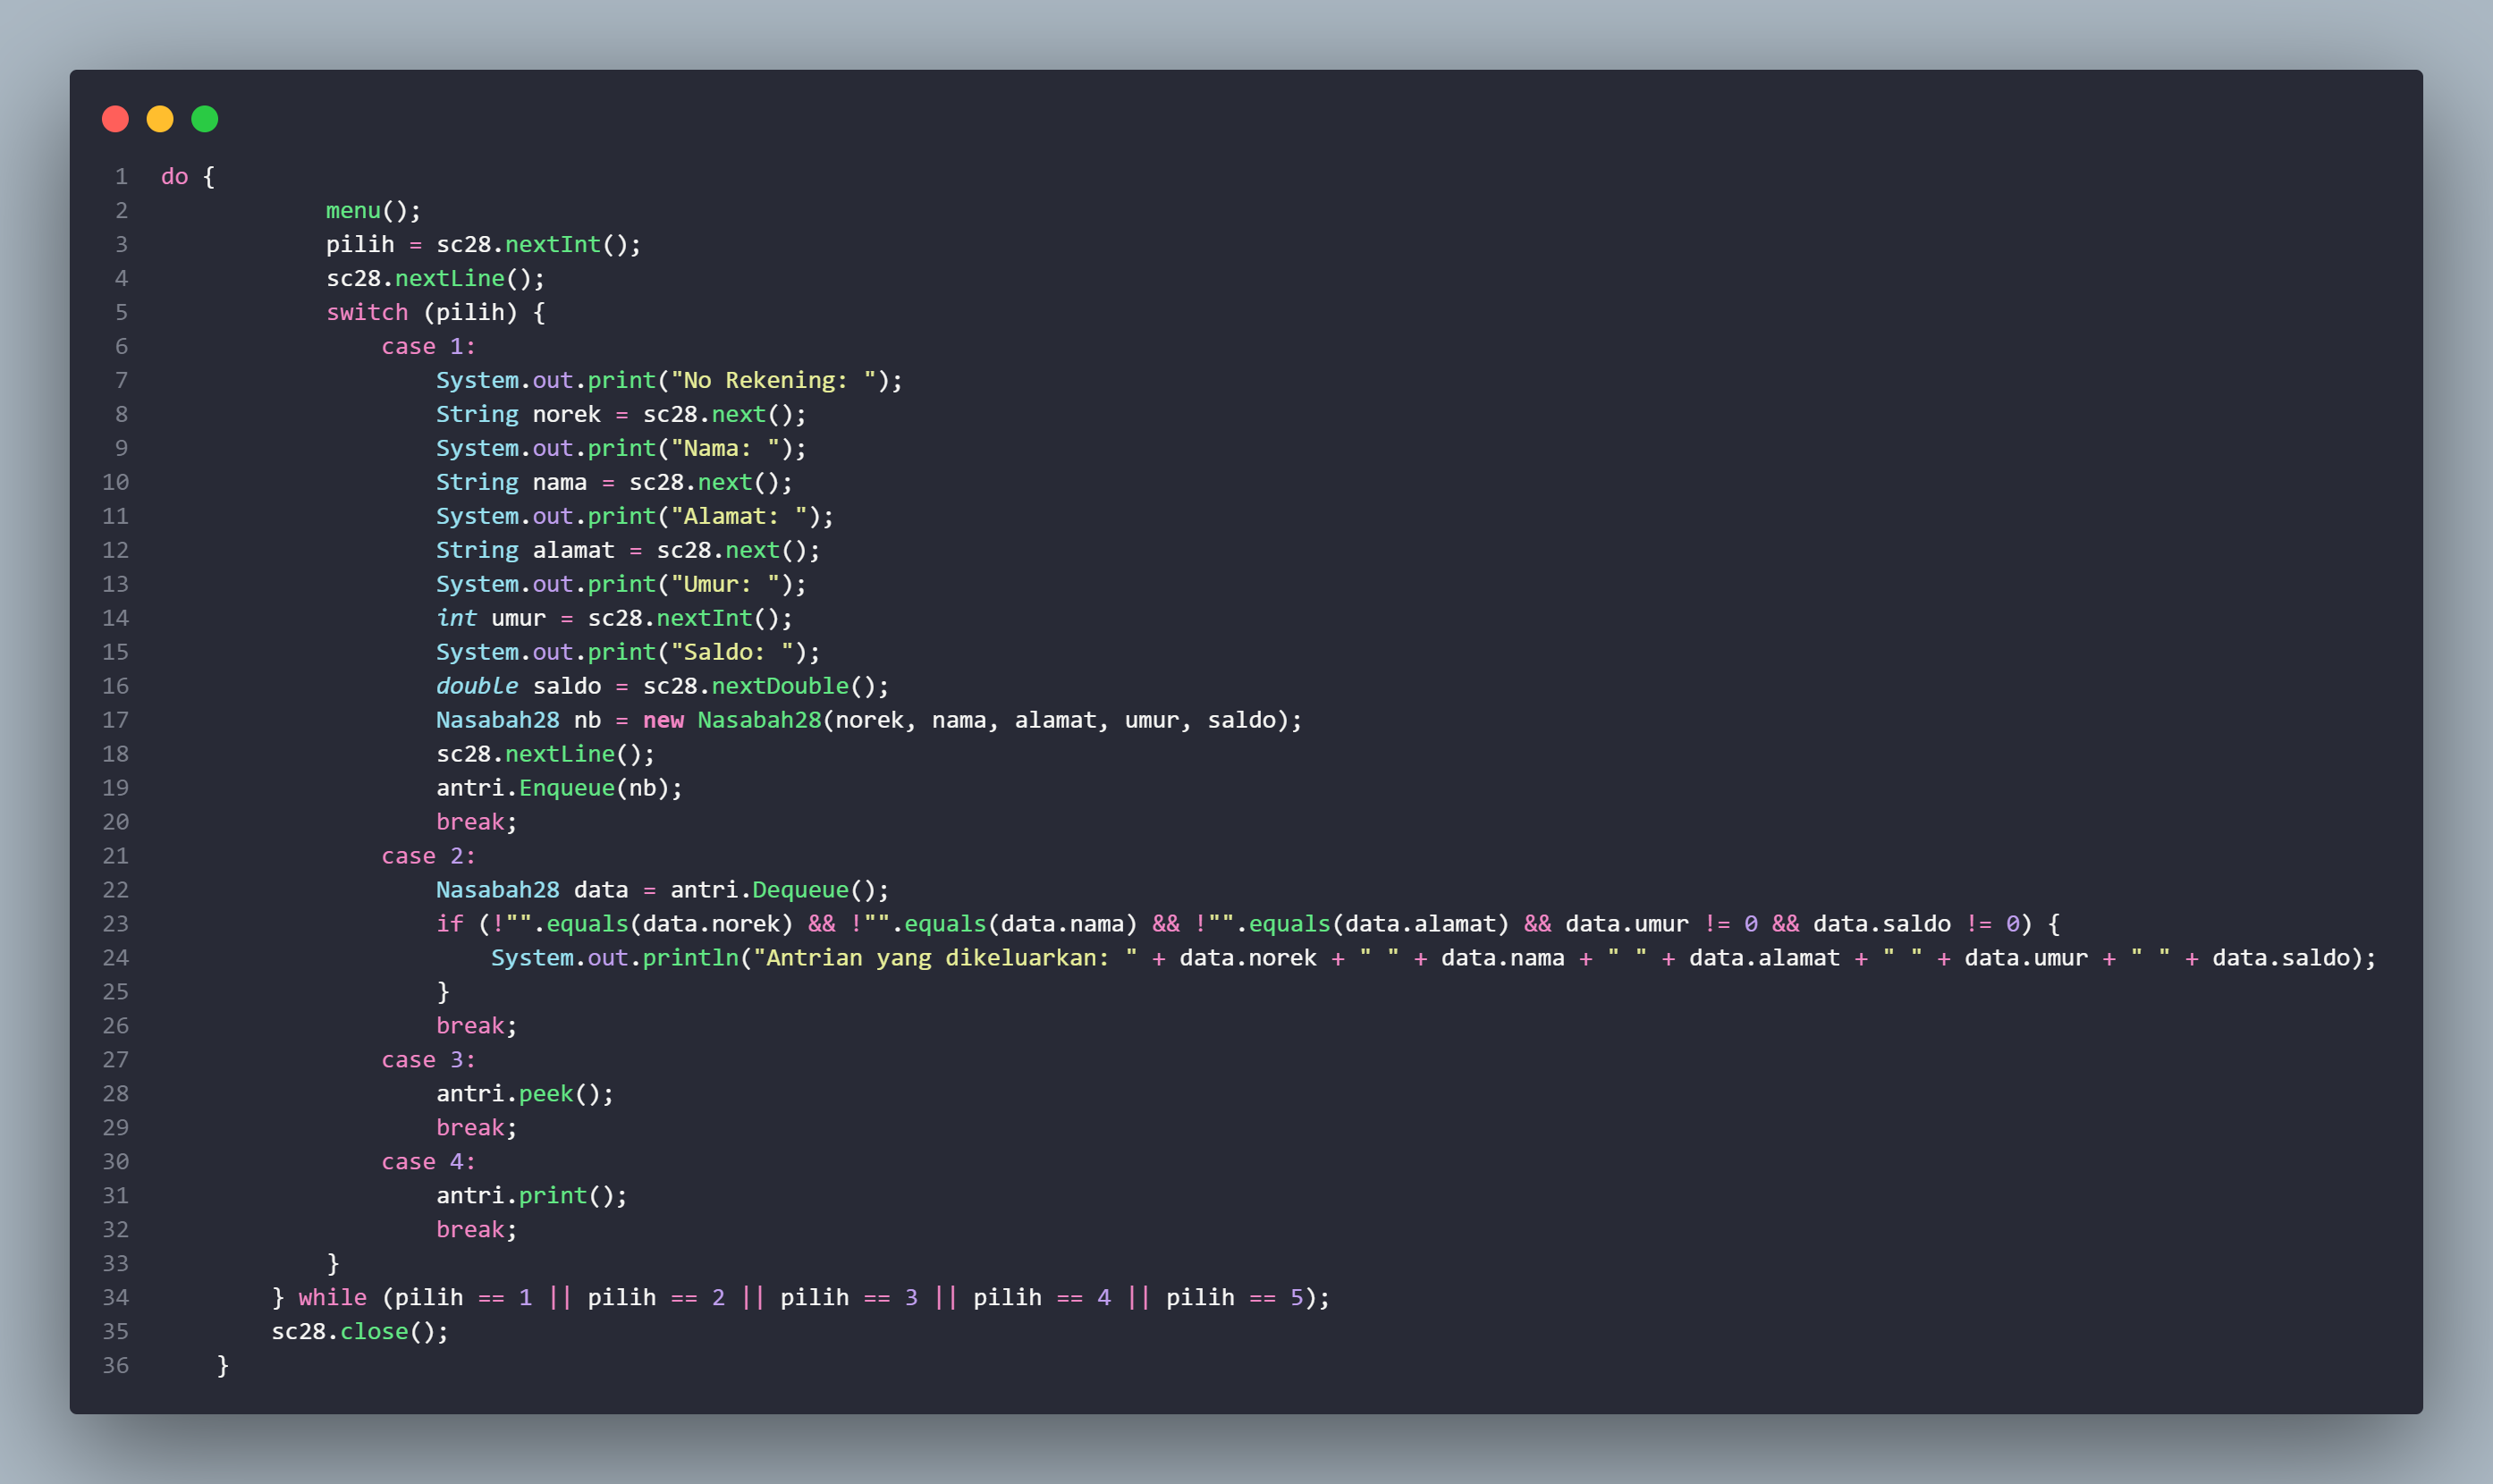 1 do {
2 menu();
3 pilih = sc28.nextInt();
4 sc28.nextLine();
5 switch (pilih) {
6 case 1:
7 System.out.print("No Rekening: ");
8 String norek = sc28.next();
9 System.out.print("Nama: ");
10 String nama = sc28.next();
11 System.out.print("Alamat: ");
12 String alamat = sc28.next();
13 System.out.print("Umur: ");
14 int umur = sc28.nextInt();
15 System.out.print("Saldo: ");
16 double saldo = sc28.nextDouble();
17 Nasabah28 nb = new Nasabah28(norek, nama, alamat, umur, saldo);
18 sc28.nextLine();
19 antri.Enqueue(nb);
20 break;
21 case 2:
22 Nasabah28 data = antri.Dequeue();
23 if (!"".equals(data.norek) && !"".equals(data.nama) && !"".equals(data.alamat) && data.umur != 0 && data.saldo != 0) {
24 System.out.println("Antrian yang dikeluarkan: " + data.norek + " " + data.nama + " " + data.alamat + " " + data.umur + " " + data.saldo);
25 }
26 break;
27 case 3:
28 antri.peek();
29 break;
30 case 4:
31 antri.print();
32 break;
33 }
34 } while (pilih == 1 || pilih == 2 || pilih == 3 || pilih == 4 || pilih == 5);
35 sc28.close();
36 }